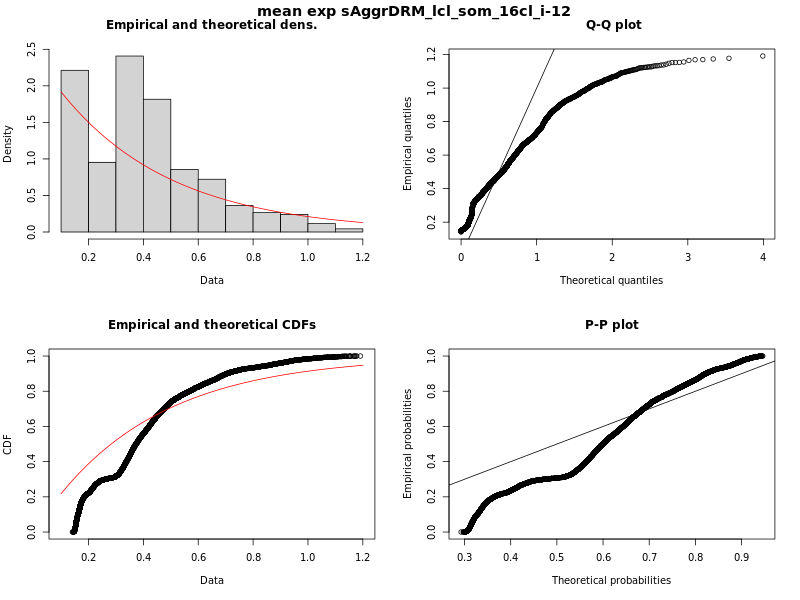 mean exp sAggrDRM_lcl_som_16cl_i-12
Empirical and theoretical dens.
Density
0.0 0.5 1.0 1.5 2.0 2.5
0.2 0.4 0.6 0.8 1.0 1.2
Data
Q-Q plot
Empirical quantiles
0.2 0.4 0.6 0.8 1.0 1.2
0 1 2 3 4
Theoretical quantiles
Empirical and theoretical CDFs
CDF
0.0 0.2 0.4 0.6 0.8 1.0
0.2 0.4 0.6 0.8 1.0 1.2
Data
P-P plot
Empirical probabilities
0.0 0.2 0.4 0.6 0.8 1.0
0.3 0.4 0.5 0.6 0.7 0.8 0.9
Theoretical probabilities